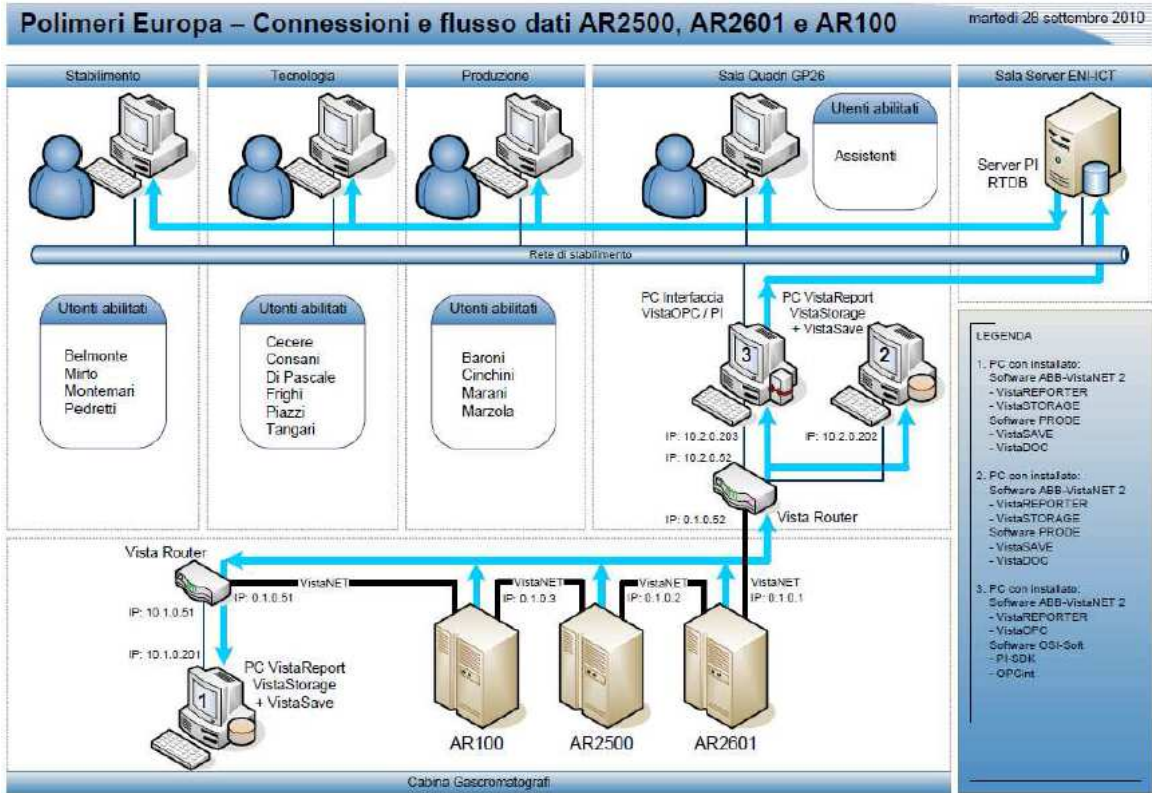 Polimeri Europa – Connessioni e flusso dati AR2500, AR2601 e AR100
martedì 28 settembre 2010
Stabilimento
Tecnologia
Produzione
Sala Quadri GP26
Sala Server ENI-ICT
Utenti abilitati
Assistenti
Server PI
RTDB
Rete di stabilimento
Utenti abilitati
Belmonte
Mirto
Montemari
Pedretti
Utenti abilitati
Cecere
Consani
Di Pascale
Frighi
Piazzi
Tangari
Utenti abilitati
Baroni
Cinchini
Marani
Marzola
PC Interfaccia
VistaOPC / PI
3
IP: 10.2.0.203
IP: 10.2.0.52
PC VistaReport
VistaStorage
+ VistaSave
2
IP: 10.2.0.202
IP: 0.1.0.52
Vista Router
LEGENDA
1. PC con installato:
Software ABB-VistaNET 2
- VistaREPORTER
- VistaSTORAGE
Software PRODE
- VistaSAVE
- VistaDOC
2. PC con installato:
Software ABB-VistaNET 2
- VistaREPORTER
- VistaSTORAGE
Software PRODE
- VistaSAVE
- VistaDOC
3. PC con installato:
Software ABB-VistaNET 2
- VistaREPORTER
- VistaOPC
Software OSI-Soft
- PI-SDK
- OPCint
Vista Router
IP: 10.1.0.51
IP: 0.1.0.51
IP: 10.1.0.201
PC VistaReport
VistaStorage
+ VistaSave
1
VistaNET
VistaNET
IP: 0.1.0.3
VistaNET
IP: 0.1.0.2
VistaNET
IP: 0.1.0.1
AR100
AR2500
AR2601
Cabina Gascromatografi